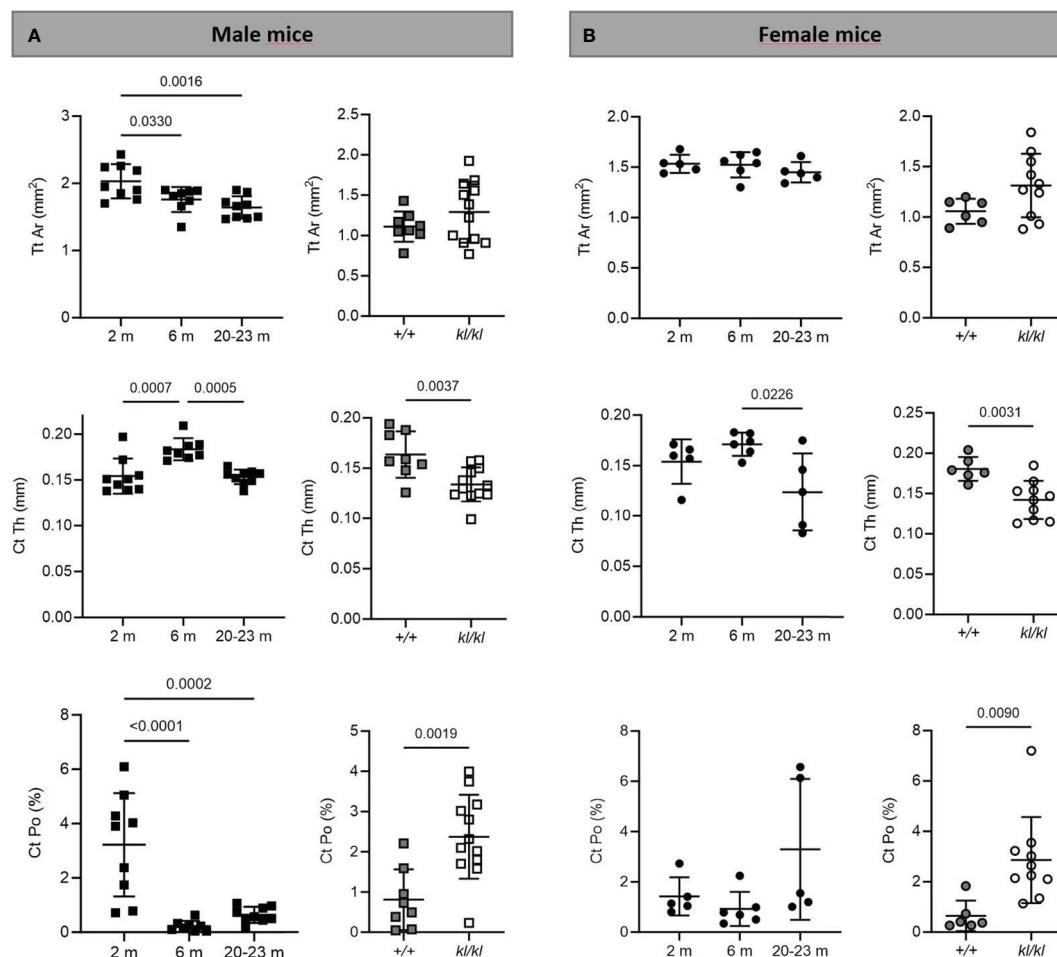 A Male mice
B Female mice
0.0016
0.0330
Tt Ar (mm²)
3
2
1
0
2 m 6 m 20-23 m
Tt Ar (mm²)
2.5
2.0
1.5
1.0
0.5
0.0
+/+ kl/kl
Tt Ar (mm²)
2.0
1.5
1.0
0.5
0.0
2 m 6 m 20-23 m
Tt Ar (mm²)
2.0
1.5
1.0
0.5
0.0
+/+ kl/kl
0.0007 0.0005
Ct Th (mm)
0.20
0.15
0.10
0.05
0.00
2 m 6 m 20-23 m
0.0037
Ct Th (mm)
0.20
0.15
0.10
0.05
0.00
+/+ kl/kl
0.0226
Ct Th (mm)
0.20
0.15
0.10
0.05
0.00
2 m 6 m 20-23 m
0.0031
Ct Th (mm)
0.25
0.20
0.15
0.10
0.05
0.00
+/+ kl/kl
0.0002
<0.0001
Ct Po (%)
8
6
4
2
0
2 m 6 m 20-23 m
0.0019
Ct Po (%)
5
4
3
2
1
0
+/+ kl/kl
Ct Po (%)
8
6
4
2
0
2 m 6 m 20-23 m
0.0090
Ct Po (%)
8
6
4
2
0
+/+ kl/kl